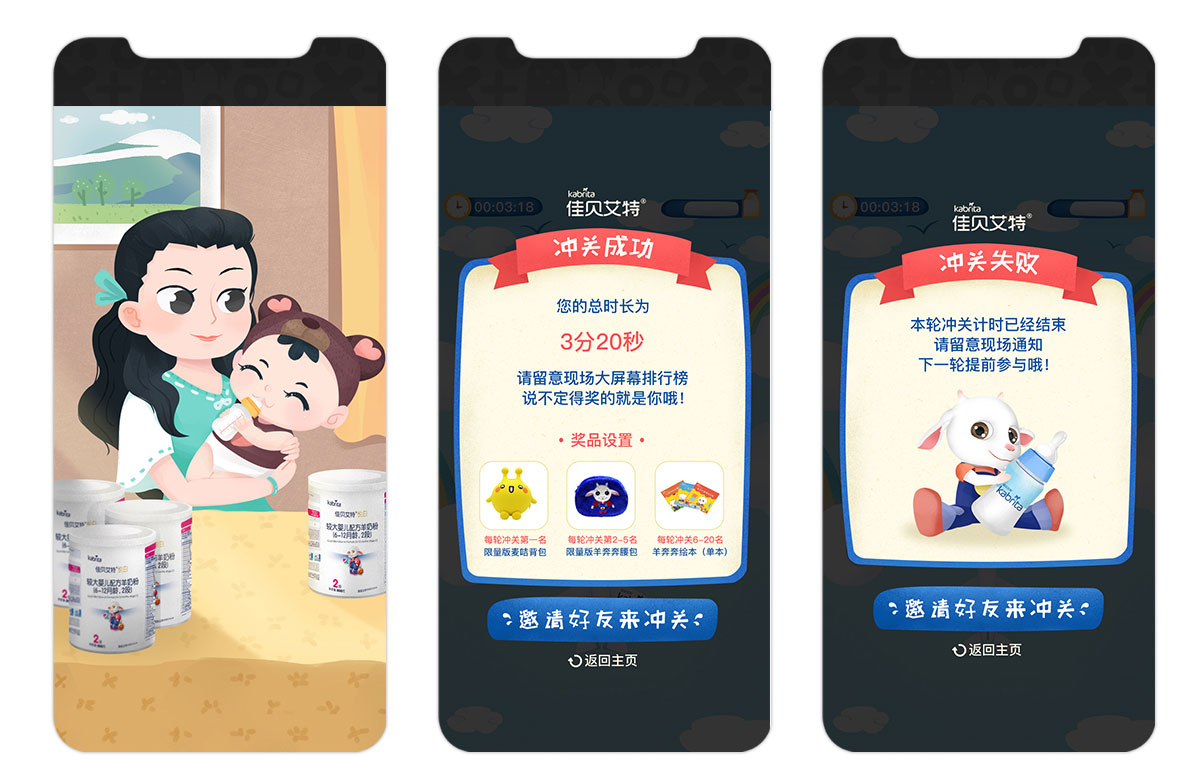 kabrita
佳贝艾特
kabrita
佳贝艾特
较大婴儿配方羊奶粉
(6-12月龄, 2段)
2段
kabrita
佳贝艾特
较大婴儿配方羊奶粉
(6-12月龄, 2段)
2段
00:03:18
kabrita
佳贝艾特®
冲关成功
您的总时长为
3分20秒
请留意现场大屏幕排行榜
说不定得奖的就是你哦！
• 奖品设置 •
每轮冲关第一名
限量版麦咭背包
每轮冲关第2-5名
限量版羊奔奔腰包
每轮冲关6-20名
羊奔奔绘本（单本）
邀请好友来冲关
返回主页
00:03:18
kabrita
佳贝艾特®
冲关失败
本轮冲关计时已经结束
请留意现场通知
下一轮提前参与哦！
kabrita
邀请好友来冲关
返回主页